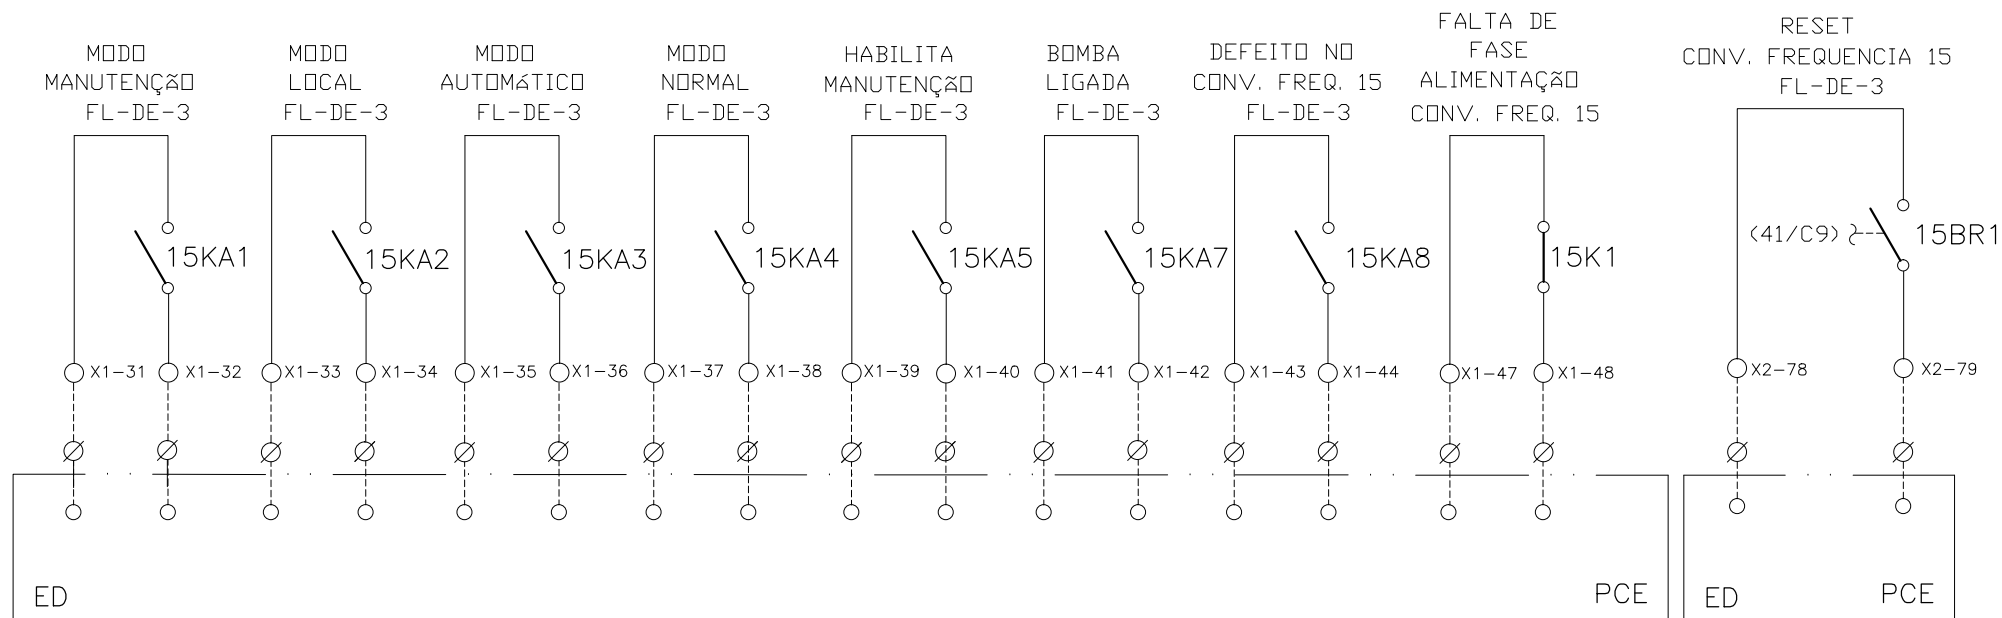 MODO
MANUTENÇÃO
FL-DE-3
MODO
LOCAL
FL-DE-3
MODO
AUTOMÁTICO
FL-DE-3
MODO
NORMAL
FL-DE-3
HABILITA
MANUTENÇÃO
FL-DE-3
BOMBA
LIGADA
FL-DE-3
DEFEITO NO
CONV. FREQ. 15
FL-DE-3
FALTA DE
FASE
ALIMENTAÇÃO
CONV. FREQ. 15
RESET
CONV. FREQUENCIA 15
FL-DE-3
15KA1
15KA2
15KA3
15KA4
15KA5
15KA7
15KA8
15K1
(41/C9)
15BR1
X1-31
X1-32
X1-33
X1-34
X1-35
X1-36
X1-37
X1-38
X1-39
X1-40
X1-41
X1-42
X1-43
X1-44
X1-47
X1-48
X2-78
X2-79
ED
PCE
ED
PCE